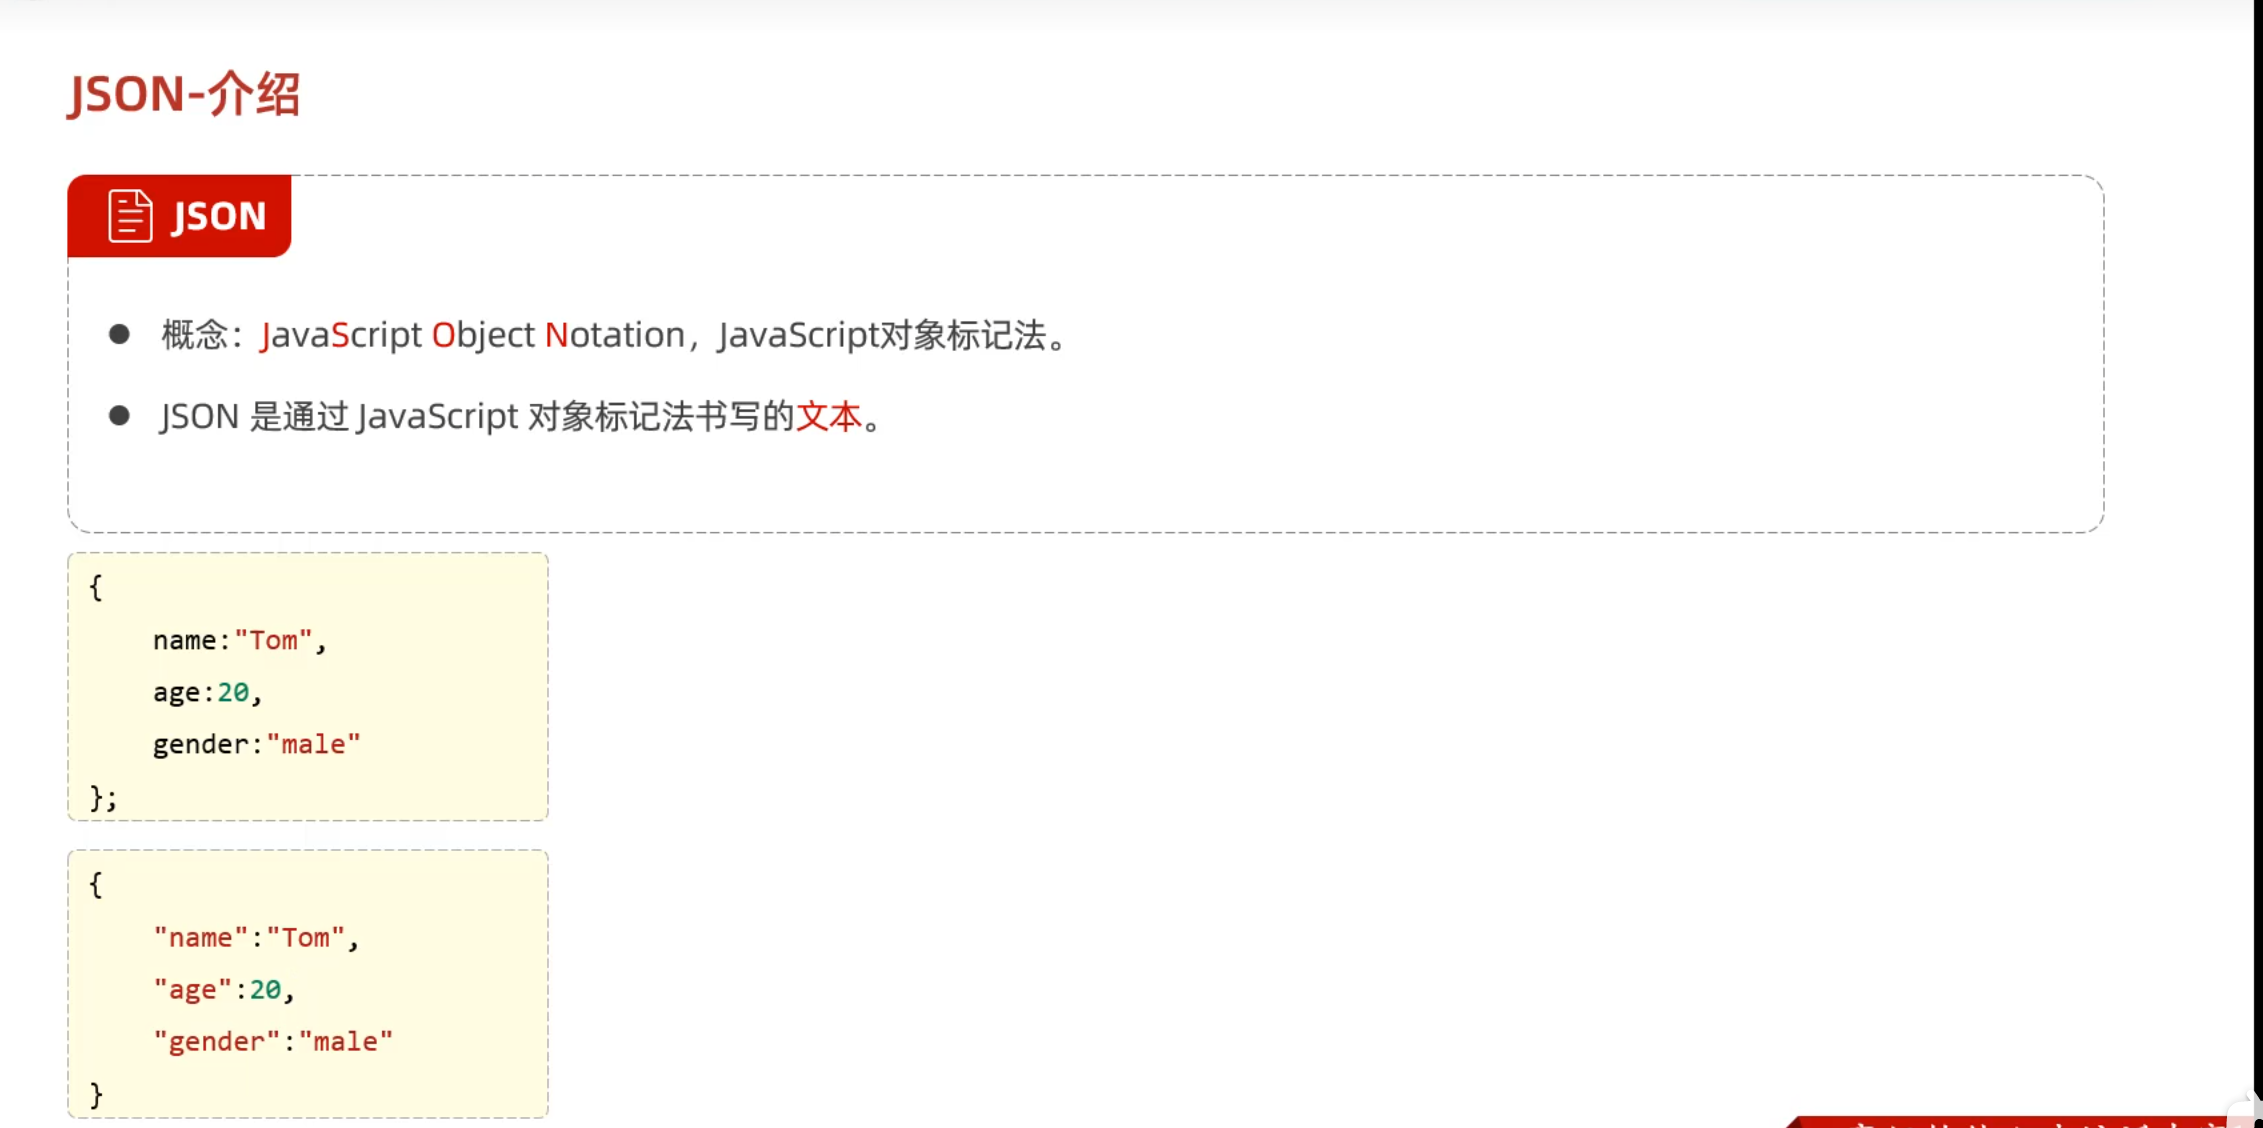 JSON-介绍
JSON
概念：JavaScript Object Notation，JavaScript对象标记法。
JSON 是通过 JavaScript 对象标记法书写的文本。
{
name:"Tom",
age:20,
gender:"male"
};
{
"name":"Tom",
"age":20,
"gender":"male"
}